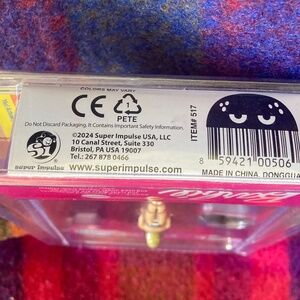 COLORS MAY VARY
CE
PETE
Do Not Discard Packaging, It Contains Important Safety Information.
©2024 Super Impulse USA, LLC
10 Canal Street, Suite 330
Bristol, PA USA 19007
Tel.: 267 878 0466
www.superimpulse.com
super impulse
ITEM# 517
8 59421 00506
MADE IN CHINA, DONGGUA